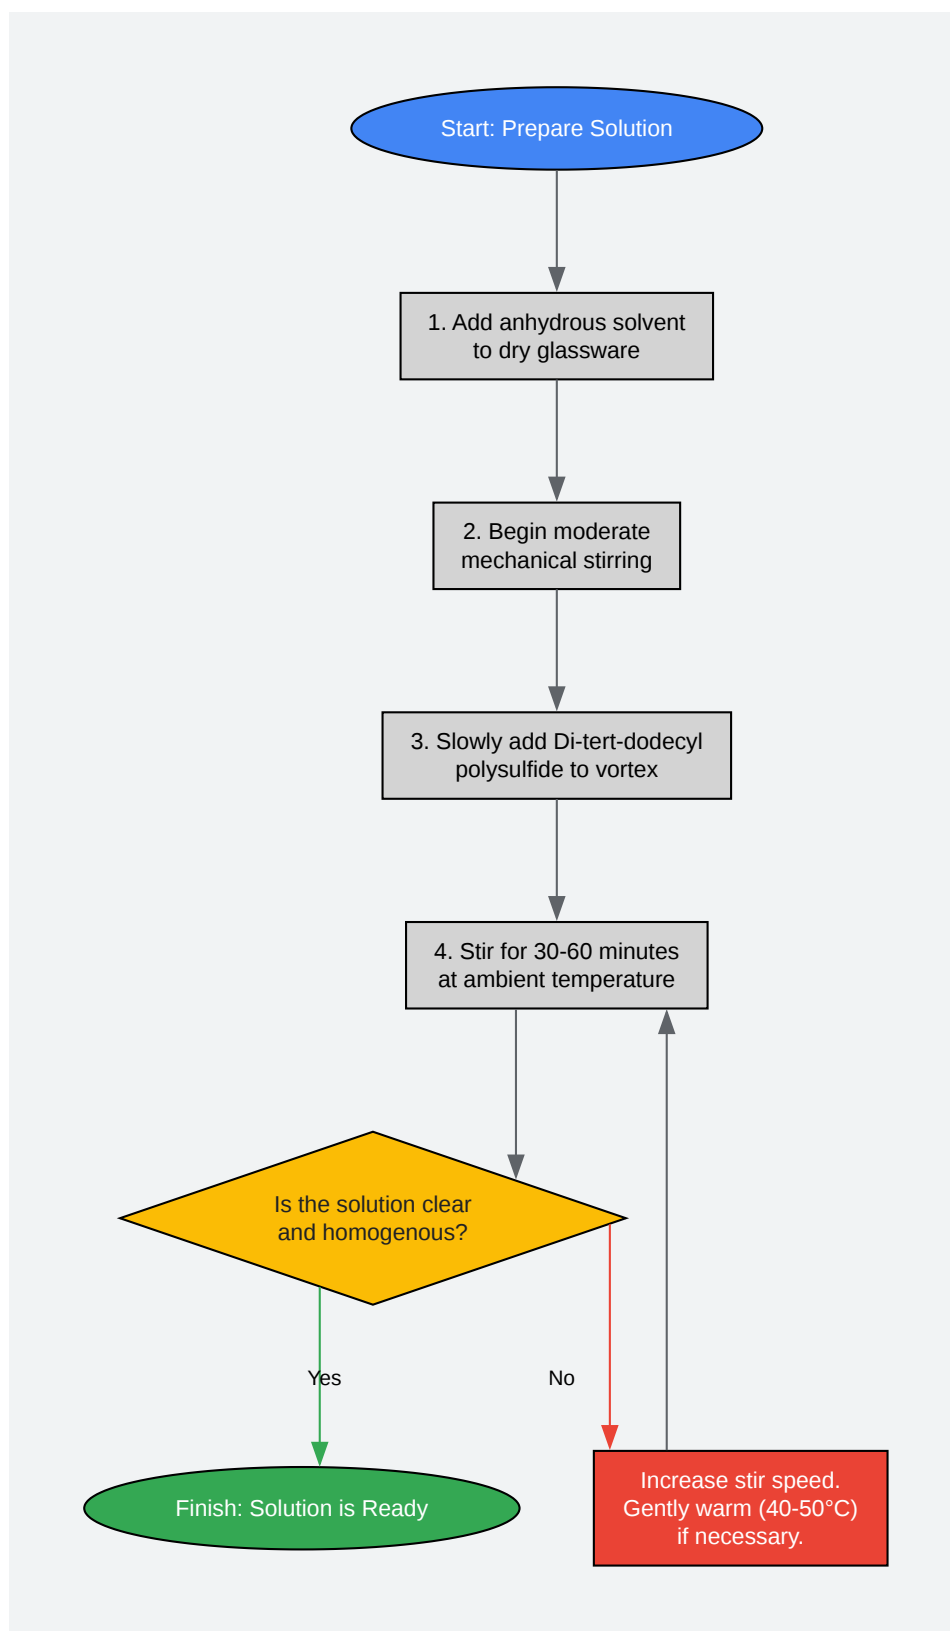 Start: Prepare Solution
1. Add anhydrous solvent
to dry glassware
2. Begin moderate
mechanical stirring
3. Slowly add Di-tert-dodecyl
polysulfide to vortex
4. Stir for 30-60 minutes
at ambient temperature
Is the solution clear
and homogenous?
Yes
No
Finish: Solution is Ready
Increase stir speed.
Gently warm (40-50°C)
if necessary.